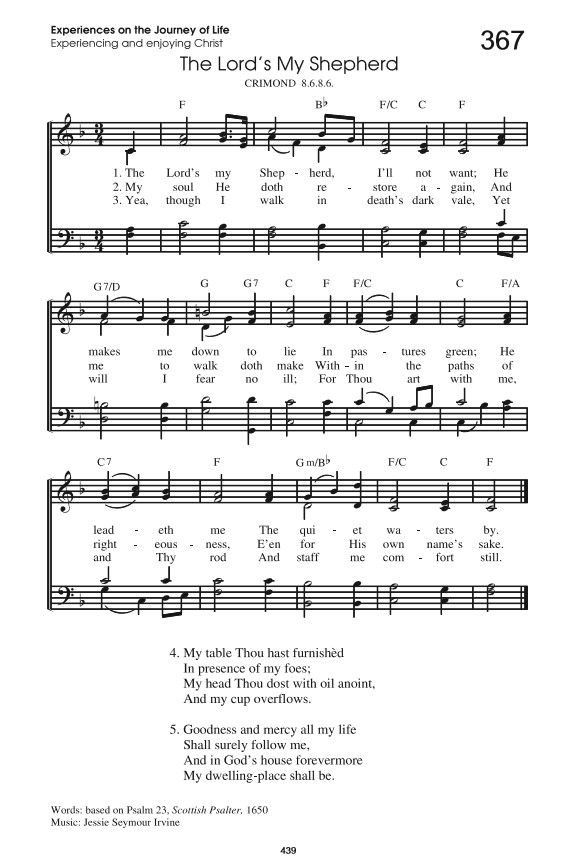 Experiences on the Journey of Life
Experiencing and enjoying Christ
367
The Lord's My Shepherd
CRIMOND 8.6.8.6.
F B♭ F/C C F
1. The Lord's my Shep - herd, I'll not want; He
2. My soul He doth re - store a - gain, And
3. Yea, though I walk in death's dark vale, Yet
G7/D G G7 C F F/C C F/A
makes me down to lie In pas - tures green; He
me to walk doth make With - in the paths of
will I fear no ill; For Thou art with me,
C7 F Gm/B♭ F/C C F
lead - eth me The qui - et wa - ters by.
right - eous - ness, E'en for His own name's sake.
and Thy rod And staff me com - fort still.
4. My table Thou hast furnishèd
In presence of my foes;
My head Thou dost with oil anoint,
And my cup overflows.
5. Goodness and mercy all my life
Shall surely follow me,
And in God's house forevermore
My dwelling-place shall be.
Words: based on Psalm 23, Scottish Psalter, 1650
Music: Jessie Seymour Irvine
439